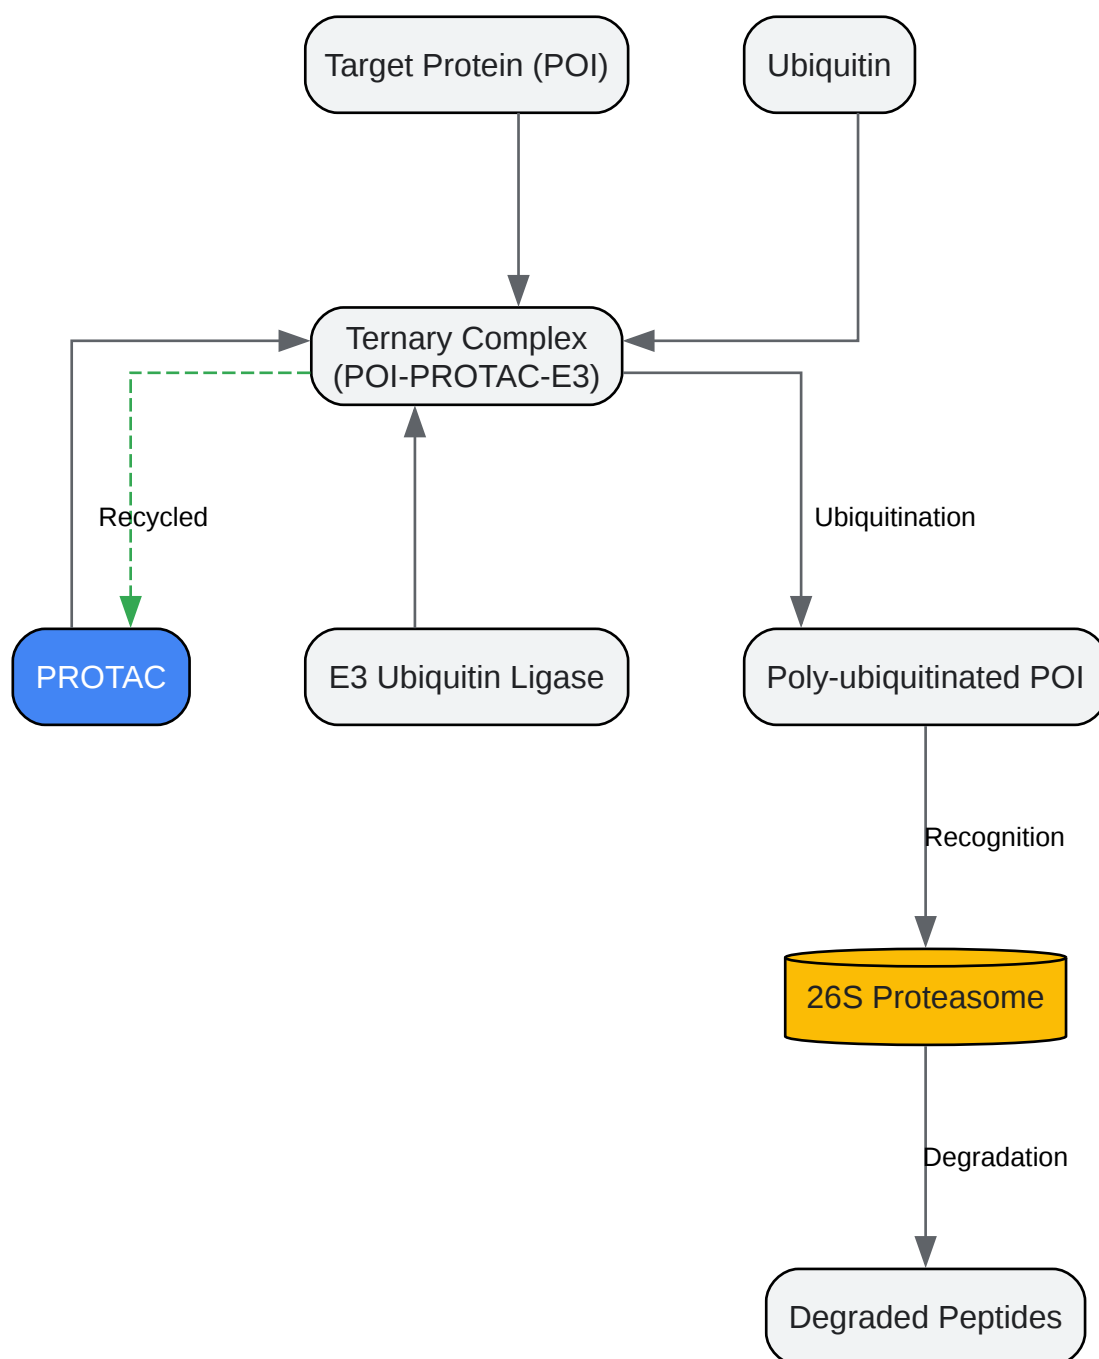 Target Protein (POI)
Ubiquitin
Ternary Complex
(POI-PROTAC-E3)
Recycled
Ubiquitination
PROTAC
E3 Ubiquitin Ligase
Poly-ubiquitinated POI
Recognition
26S Proteasome
Degradation
Degraded Peptides